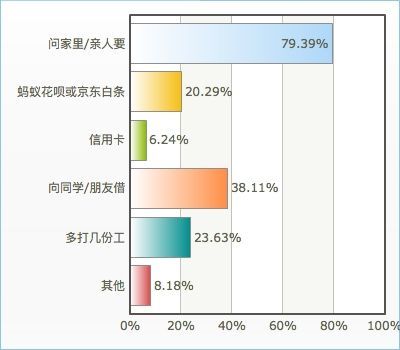 问家里/亲人要
79.39%
蚂蚁花呗或京东白条
20.29%
信用卡
6.24%
向同学/朋友借
38.11%
多打几份工
23.63%
其他
8.18%
0% 20% 40% 60% 80% 100%